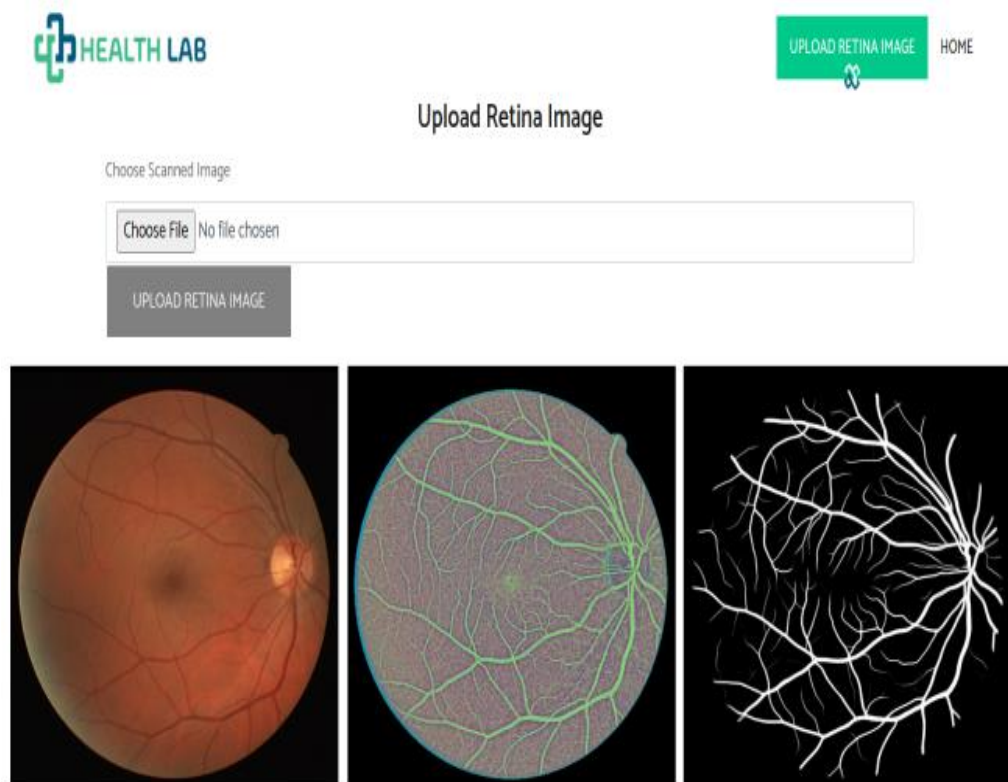 HEALTH LAB
UPLOAD RETINA IMAGE
HOME
Upload Retina Image
Choose Scanned Image
Choose File No file chosen
UPLOAD RETINA IMAGE